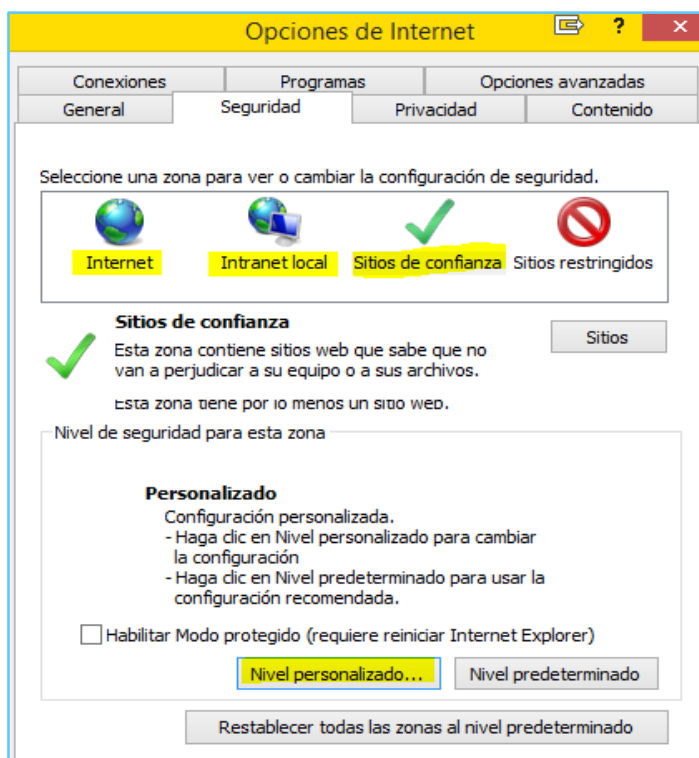 Opciones de Internet
?
Conexiones Programas Opciones avanzadas
General Seguridad Privacidad Contenido
Seleccione una zona para ver o cambiar la configuración de seguridad.
Internet Intranet local Sitios de confianza Sitios restringidos
Sitios de confianza
Sitios
Esta zona contiene sitios web que sabe que no
van a perjudicar a su equipo o a sus archivos.
Esta zona tiene por lo menos un sitio web.
Nivel de seguridad para esta zona
Personalizado
Configuración personalizada.
- Haga clic en Nivel personalizado para cambiar
la configuración
- Haga clic en Nivel predeterminado para usar la
configuración recomendada.
Habilitar Modo protegido (requiere reiniciar Internet Explorer)
Nivel personalizado... Nivel predeterminado
Restablecer todas las zonas al nivel predeterminado